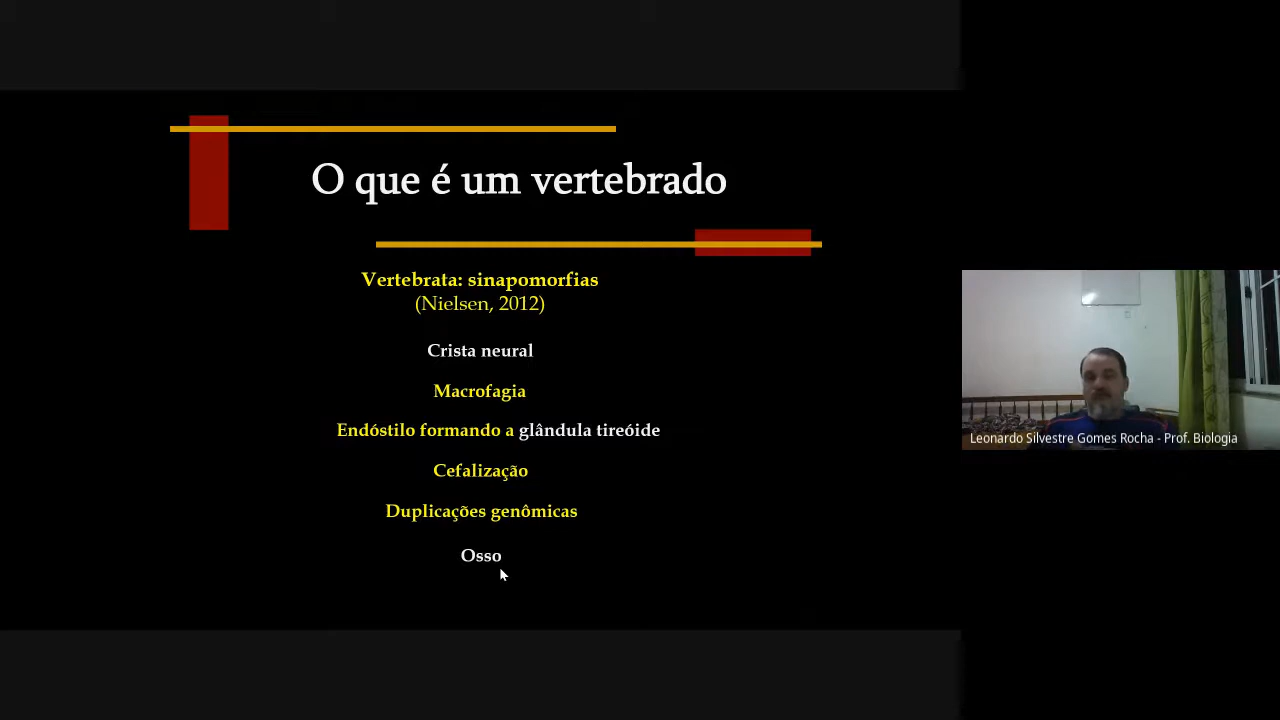 O que é um vertebrado
Vertebrata: sinapomorfias
(Nielsen, 2012)
Crista neural
Macrofagia
Endóstilo formando a glândula tireóide
Cefalização
Duplicações genômicas
Osso
Leonardo Silvestre Gomes Rocha - Prof. Biologia